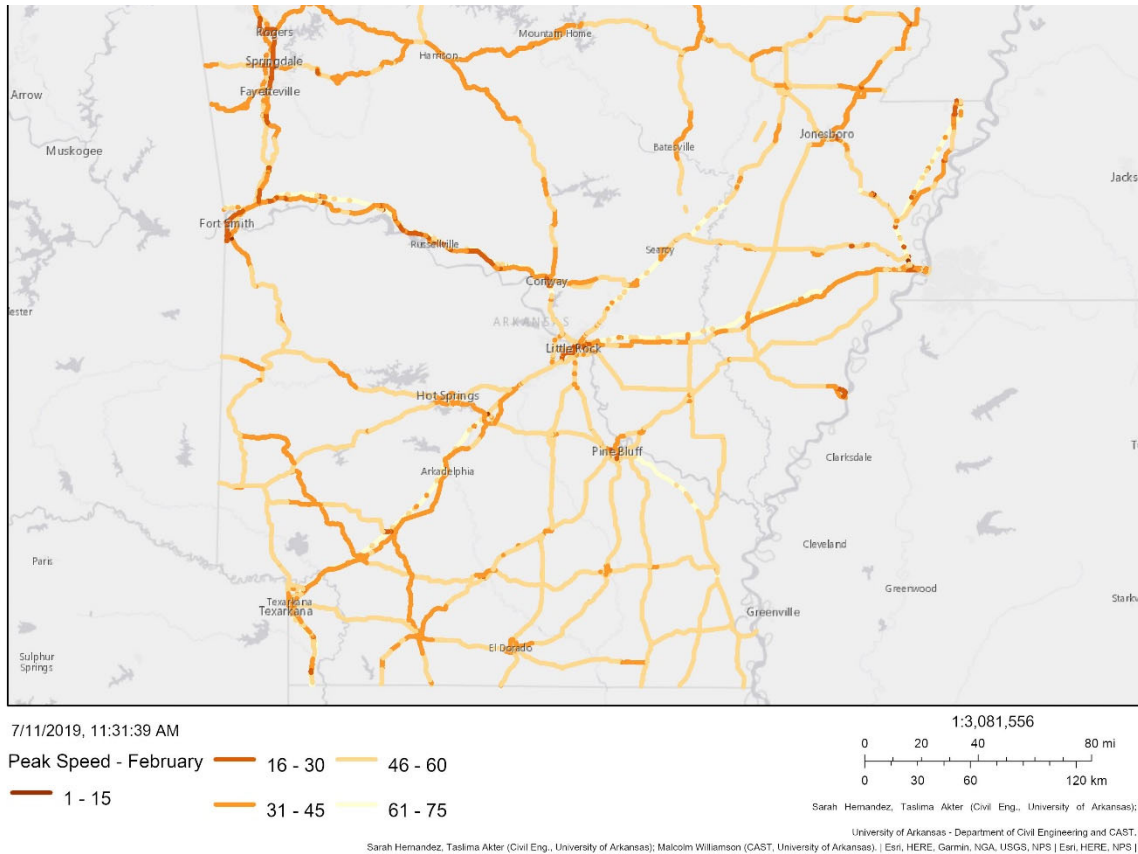 Rogers
Mountain Home
Harrison
Springdale
Fayetteville
Arrow
Jonesboro
Muskogee
Batesville
Jacks
Fort Smith
Russellville
Searcy
Conway
ester
ARKANSAS
Little Rock
Hot Springs
Pine Bluff
Clarksdale
Arkadelphia
Cleveland
Paris
Greenwood
Texarkana
Texarkana
Greenville
Starkv
El Dorado
Sulphur
Springs
7/11/2019, 11:31:39 AM
Peak Speed - February
1 - 15
16 - 30
31 - 45
46 - 60
61 - 75
1:3,081,556
0 20 40 80 mi
0 30 60 120 km
Sarah Hernandez, Taslima Akter (Civil Eng., University of Arkansas);
University of Arkansas - Department of Civil Engineering and CAST.
Sarah Hernandez, Taslima Akter (Civil Eng., University of Arkansas); Malcolm Williamson (CAST, University of Arkansas). | Esri, HERE, Garmin, NGA, USGS, NPS | Esri, HERE, NPS |